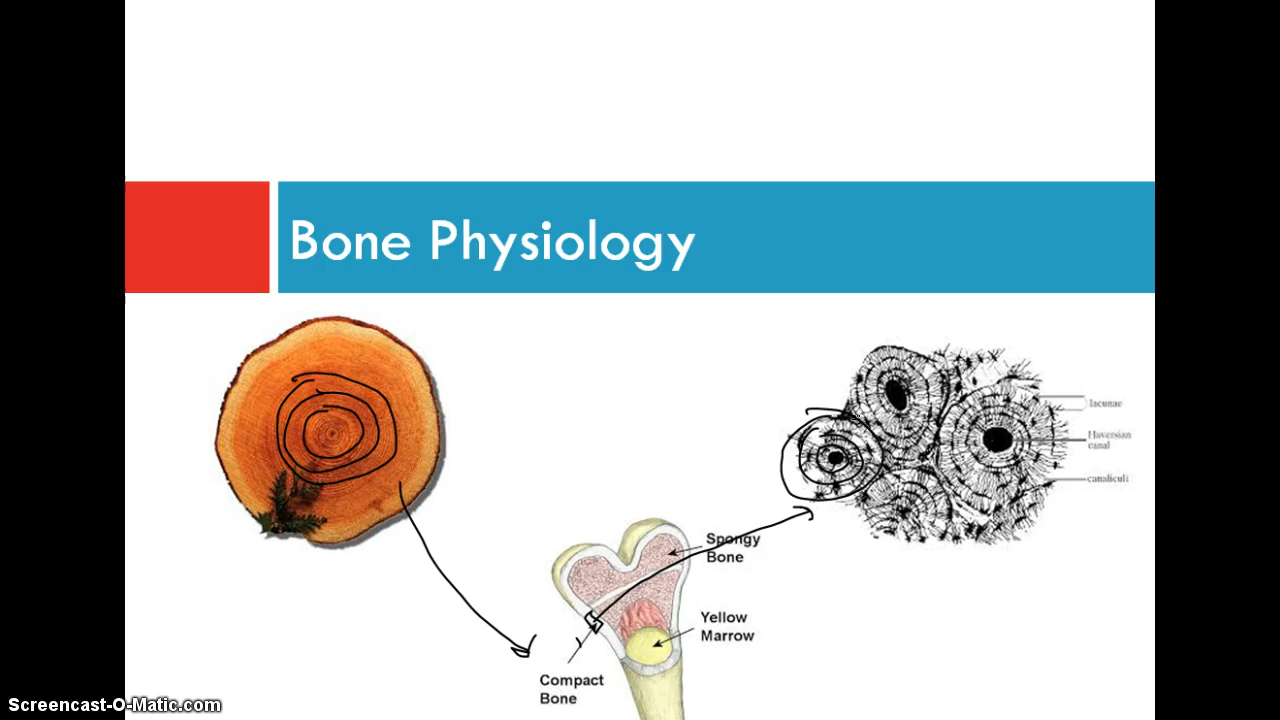 Bone Physiology
lacunae
Haversian
canal
canaliculi
Spongy
Bone
Yellow
Marrow
Compact
Bone
Screencast-O-Matic.com